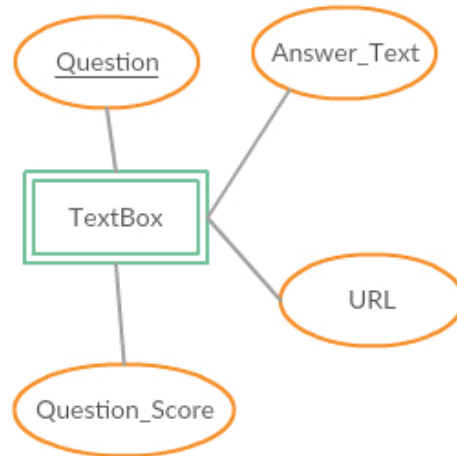 Question
Answer_Text
TextBox
URL
Question_Score